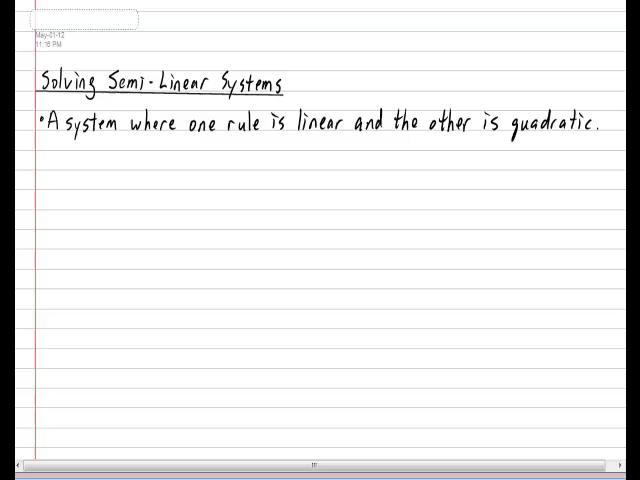 May-01-12
11:16 PM
Solving Semi-Linear Systems
• A system where one rule is linear and the other is quadratic.